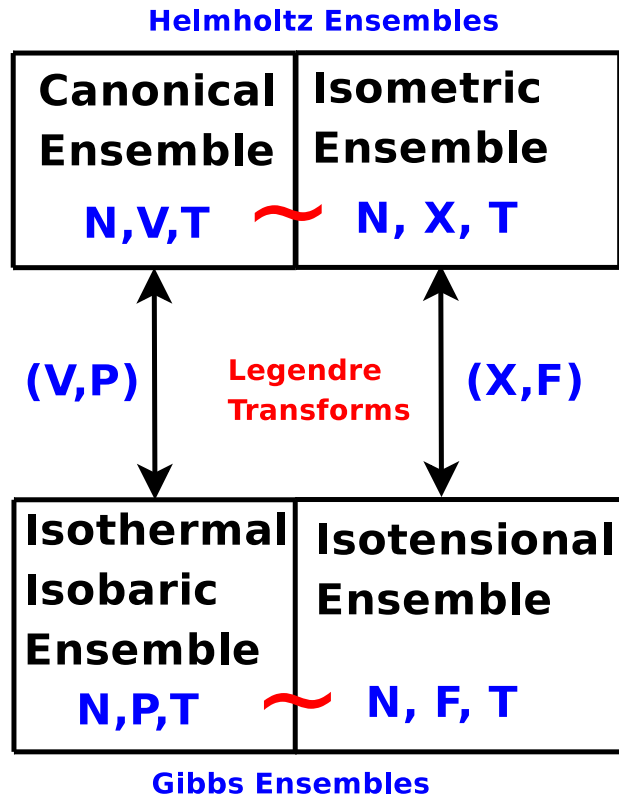 Helmholtz Ensembles
Canonical
Ensemble
N,V,T
~
Isometric
Ensemble
N, X, T
(V,P)
Legendre
Transforms
(X,F)
Isothermal
Isobaric
Ensemble
N,P,T
~
Isotensional
Ensemble
N, F, T
Gibbs Ensembles